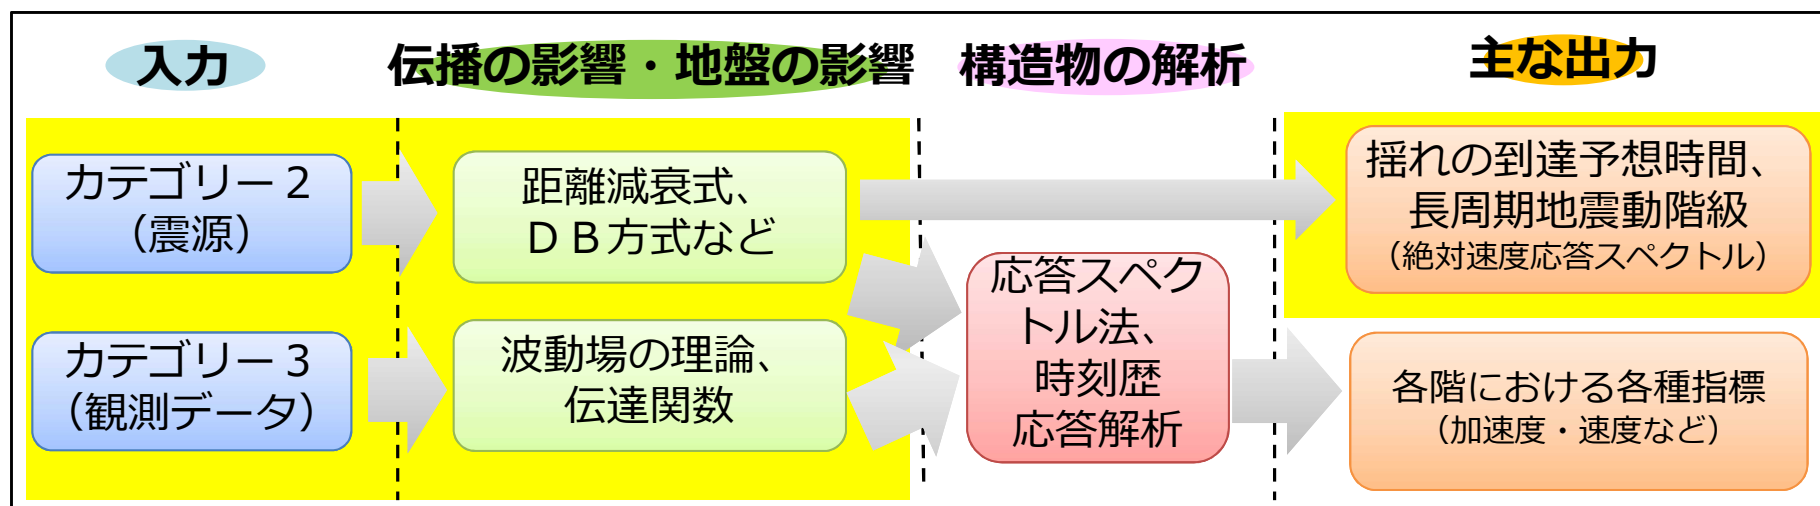 入力
伝播の影響・地盤の影響
構造物の解析
主な出力
カテゴリー２
（震源）
距離減衰式、
ＤＢ方式など
揺れの到達予想時間、
長周期地震動階級
（絶対速度応答スペクトル）
カテゴリー３
（観測データ）
波動場の理論、
伝達関数
応答スペク
トル法、
時刻歴
応答解析
各階における各種指標
（加速度・速度など）